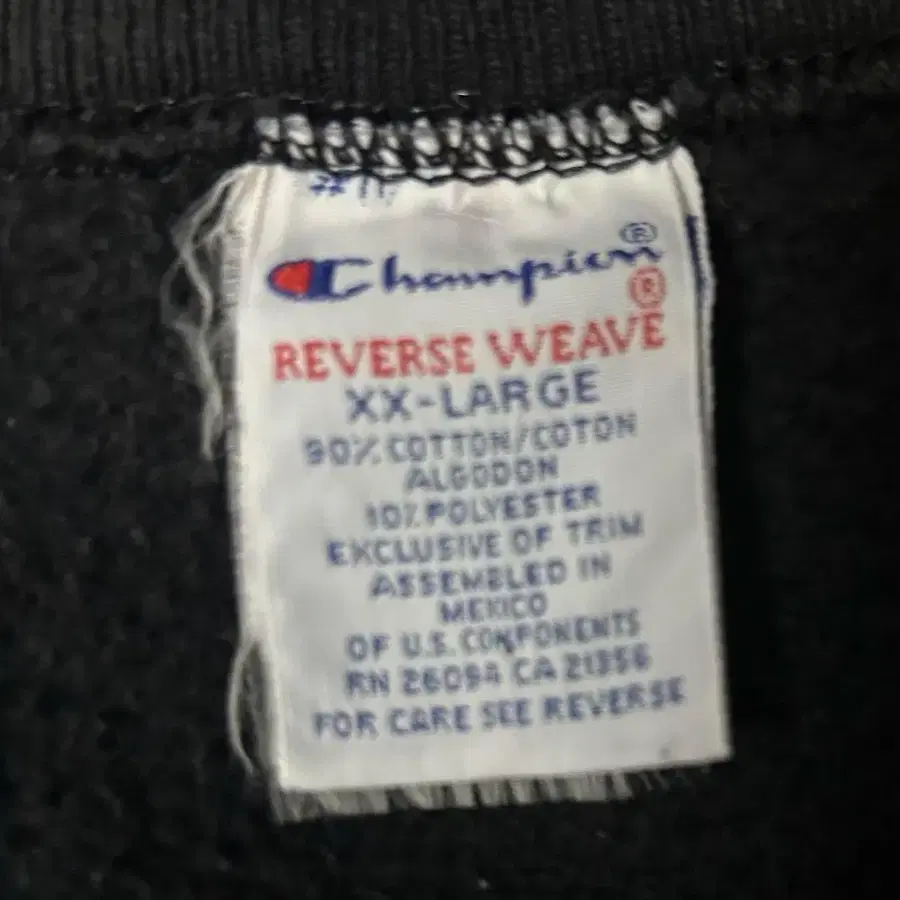 Champion®
®
REVERSE WEAVE
XX-LARGE
90% COTTON/COTON
ALGODON
10% POLYESTER
EXCLUSIVE OF TRIM
ASSEMBLED IN
MEXICO
OF U.S. COMPONENTS
RN 26094 CA 21356
FOR CARE SEE REVERSE